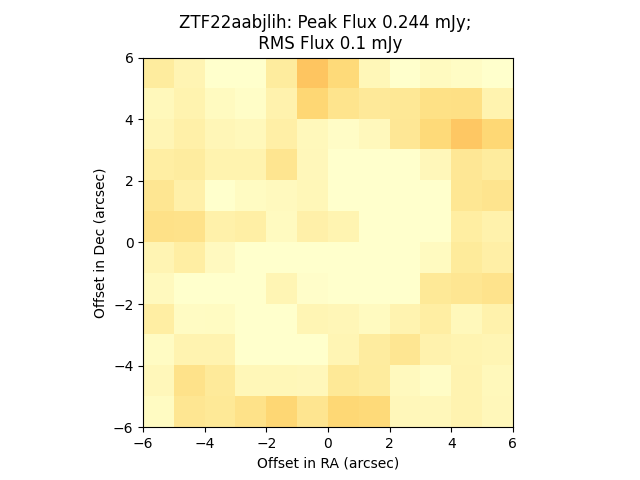 ZTF22aabjlih: Peak Flux 0.244 mJy;
RMS Flux 0.1 mJy
6
4
2
0
−2
−4
−6
Offset in Dec (arcsec)
−6 −4 −2 0 2 4 6
Offset in RA (arcsec)